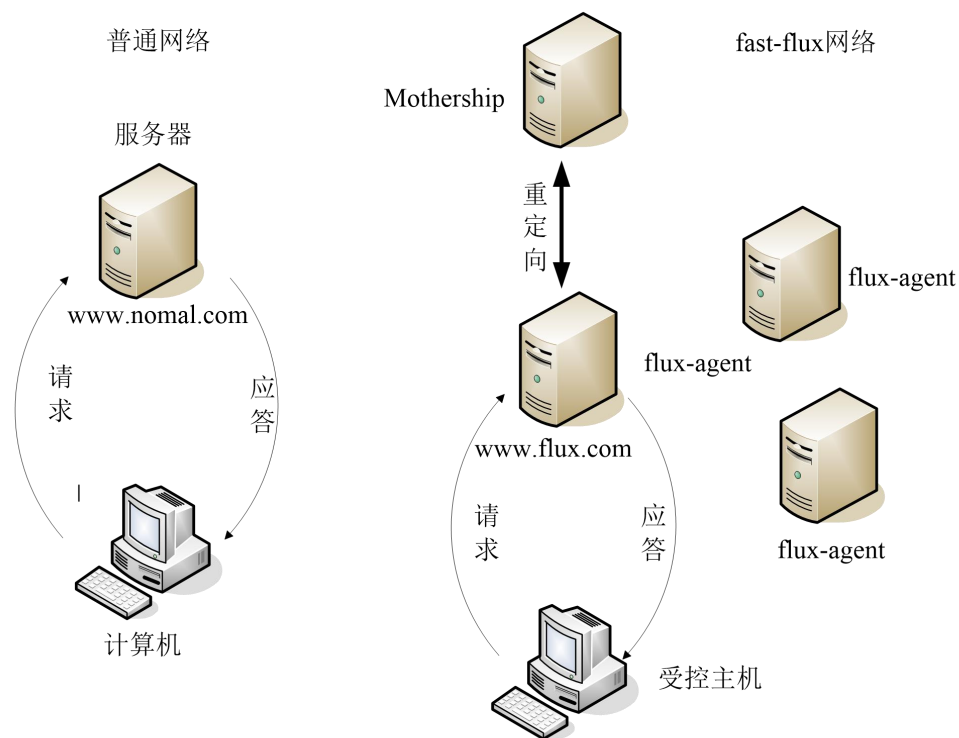 普通网络
服务器
www.nomal.com
请求
应答
计算机
fast-flux网络
Mothership
重定向
flux-agent
flux-agent
www.flux.com
flux-agent
请求
应答
受控主机